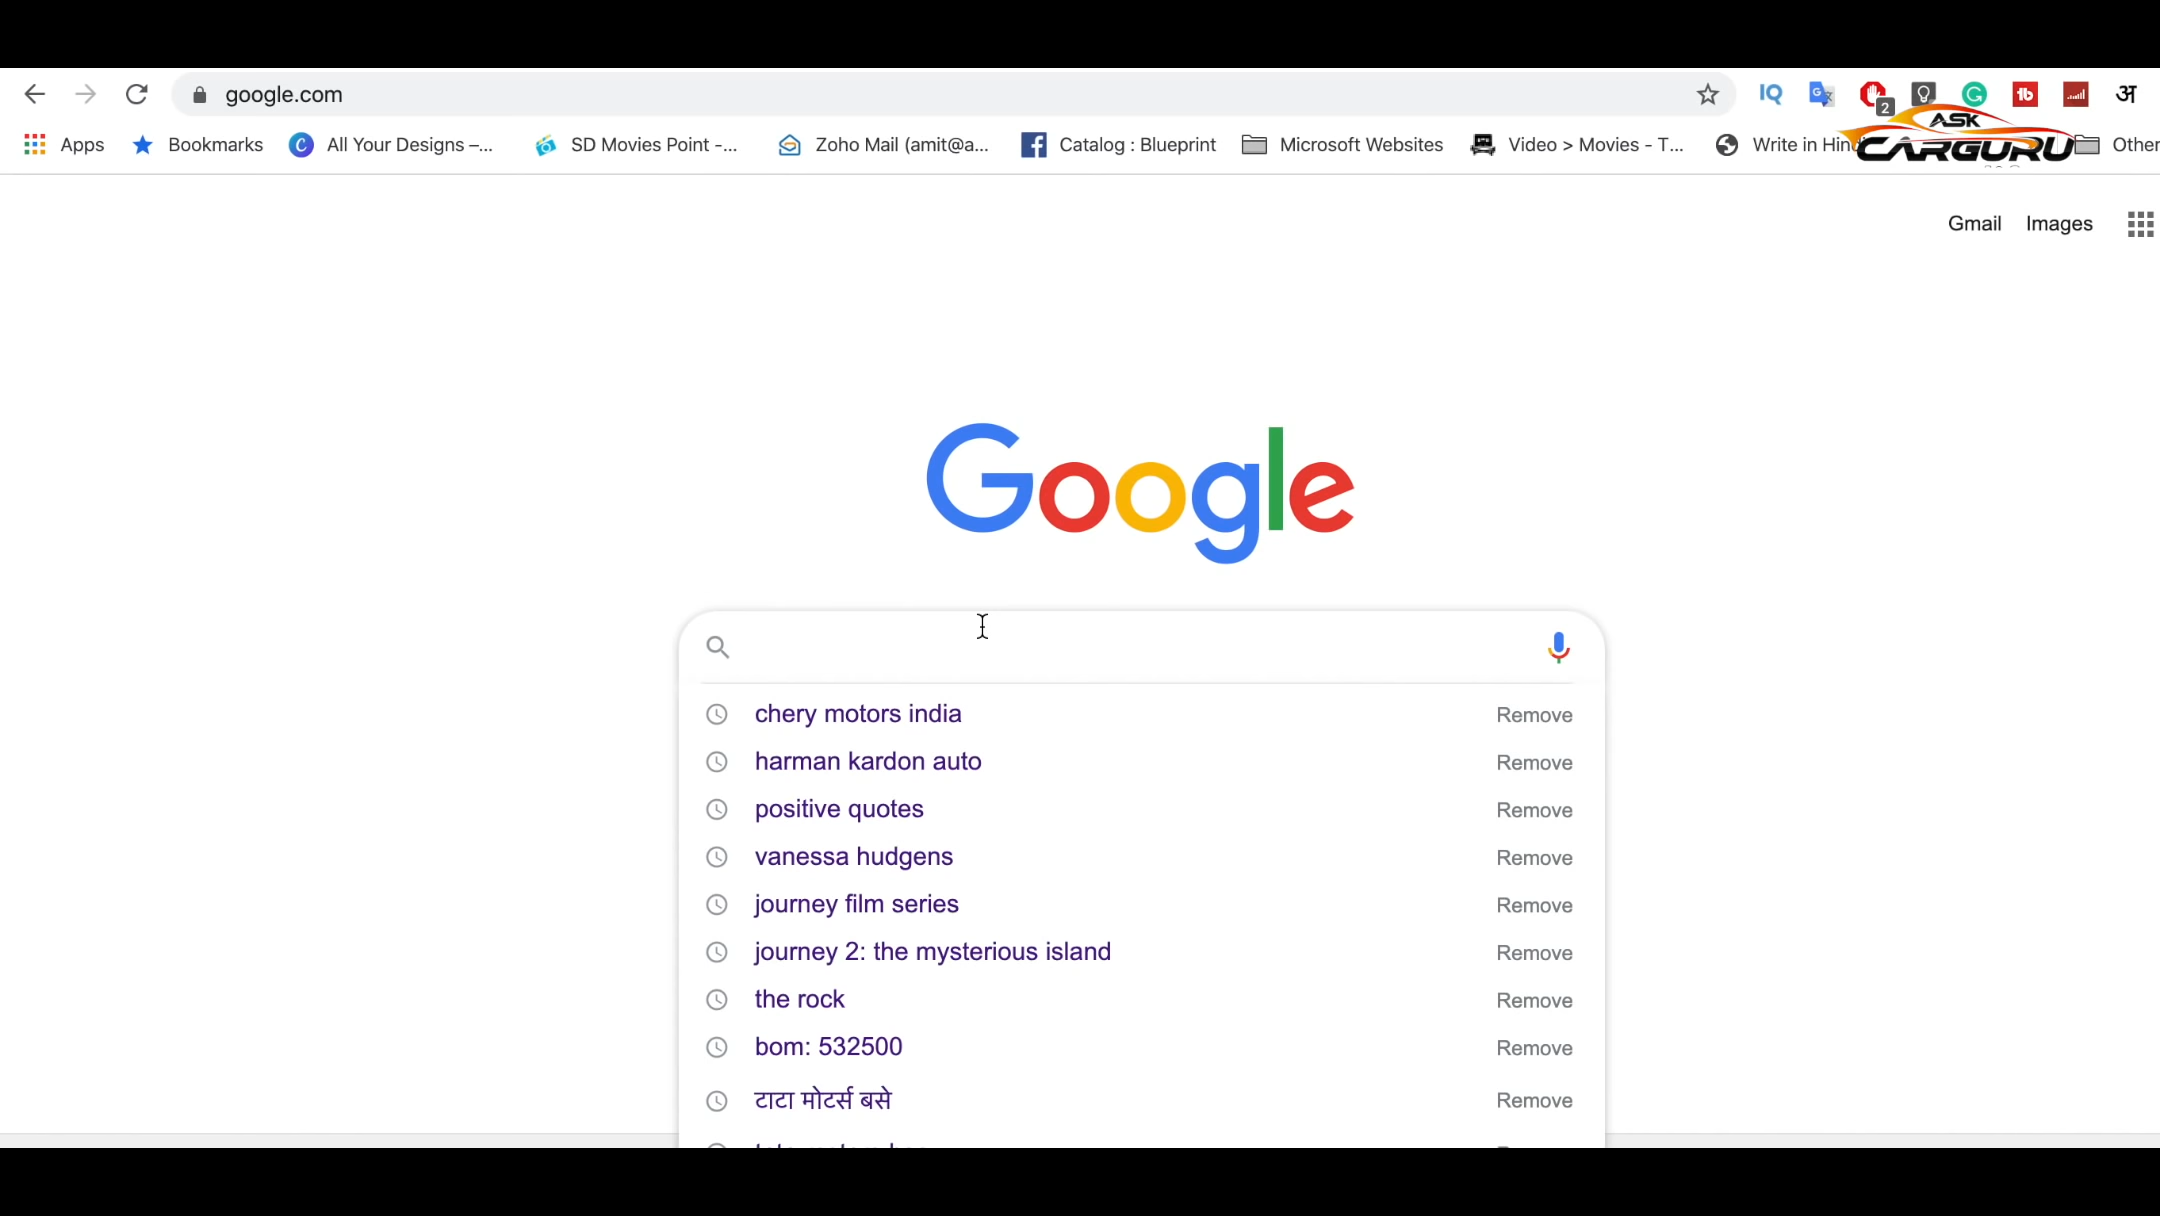 google.com
IQ
2
अ
Apps
Bookmarks
All Your Designs –...
SD Movies Point -...
Zoho Mail (amit@a...
Catalog : Blueprint
Microsoft Websites
Video > Movies - T...
Write in Hin
ASK
CARGURU
Other
Gmail
Images
Google
chery motors india Remove
harman kardon auto Remove
positive quotes Remove
vanessa hudgens Remove
journey film series Remove
journey 2: the mysterious island Remove
the rock Remove
bom: 532500 Remove
टाटा मोटर्स बसे Remove